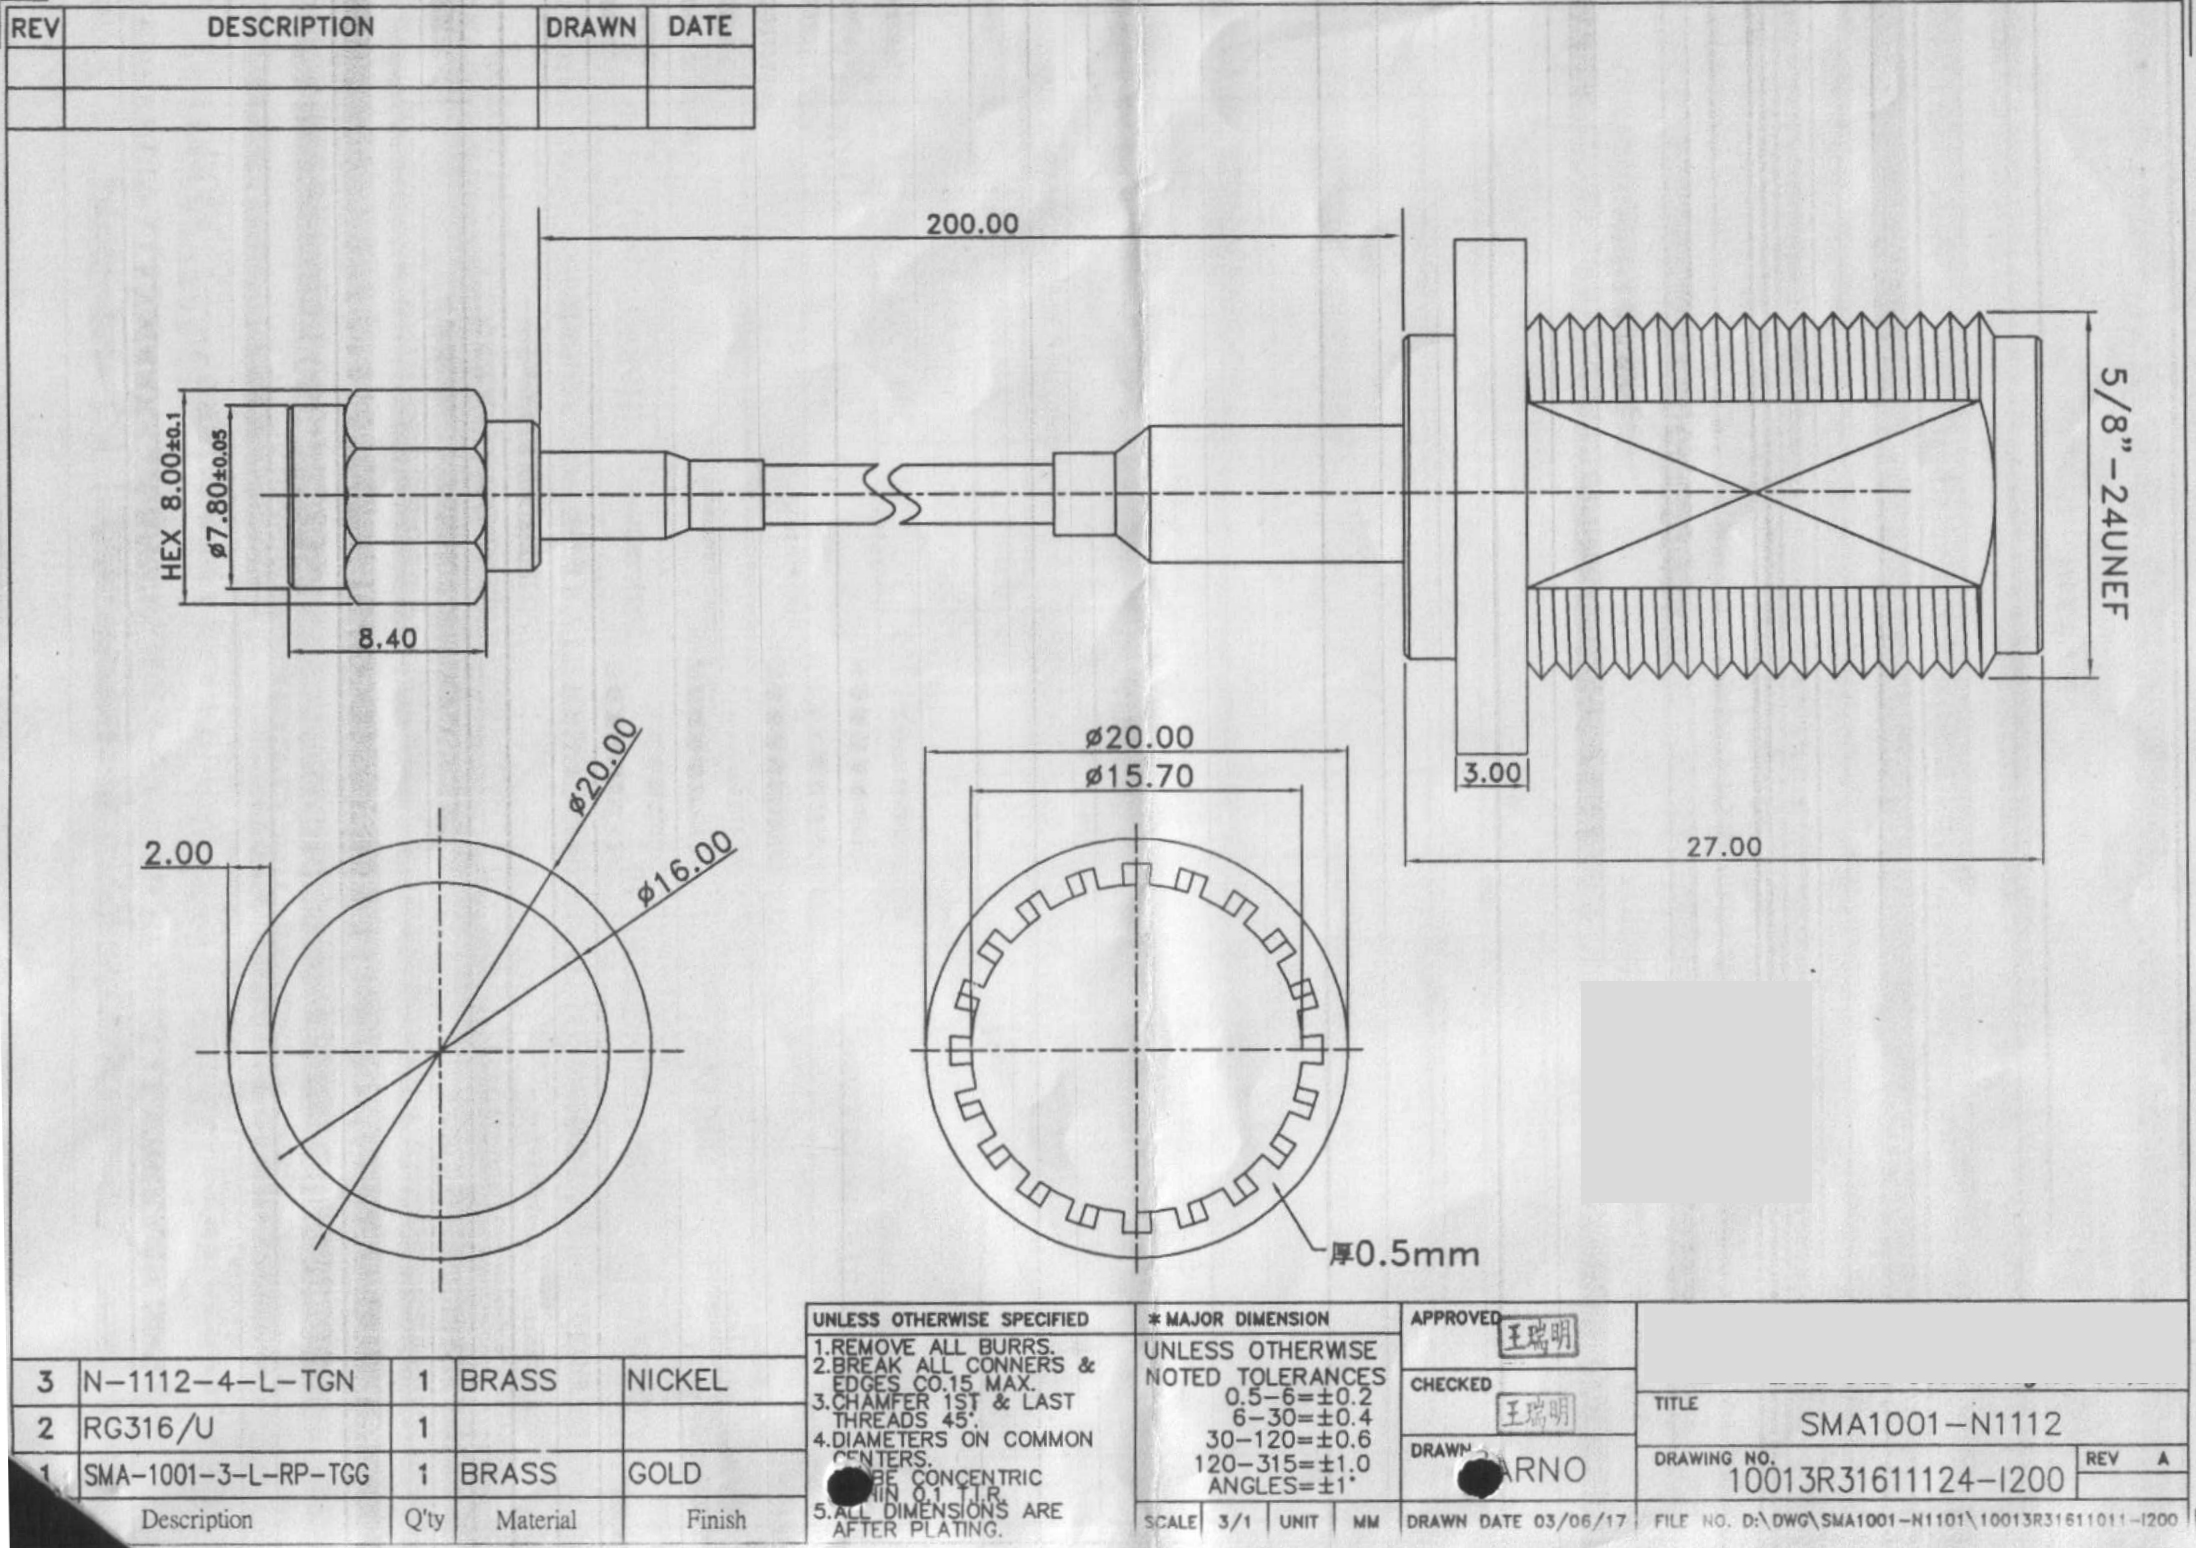 REV DESCRIPTION DRAWN DATE
200.00
HEX 8.00±0.1
ø7.80±0.05
8.40
5/8"-24UNEF
3.00
27.00
2.00
ø20.00
ø16.00
ø20.00
ø15.70
厚0.5mm
3 N-1112-4-L-TGN 1 BRASS NICKEL
2 RG316/U 1
1 SMA-1001-3-L-RP-TGG 1 BRASS GOLD
Description Q'ty Material Finish
UNLESS OTHERWISE SPECIFIED
1.REMOVE ALL BURRS.
2.BREAK ALL CONNERS &
EDGES CO.15 MAX.
3.CHAMFER 1ST & LAST
THREADS 45°.
4.DIAMETERS ON COMMON
CENTERS.
BE CONCENTRIC
0.1 T.I.R.
5.ALL DIMENSIONS ARE
AFTER PLATING.
* MAJOR DIMENSION
UNLESS OTHERWISE
NOTED TOLERANCES
0.5-6=±0.2
6-30=±0.4
30-120=±0.6
120-315=±1.0
ANGLES=±1°
SCALE 3/1 UNIT MM
APPROVED 王瑞明
CHECKED 王瑞明
DRAWN ARNO
DRAWN DATE 03/06/17
TITLE
SMA1001-N1112
DRAWING NO.
10013R31611124-I200
REV A
FILE NO. D:\DWG\SMA1001-N1101\10013R31611011-I200